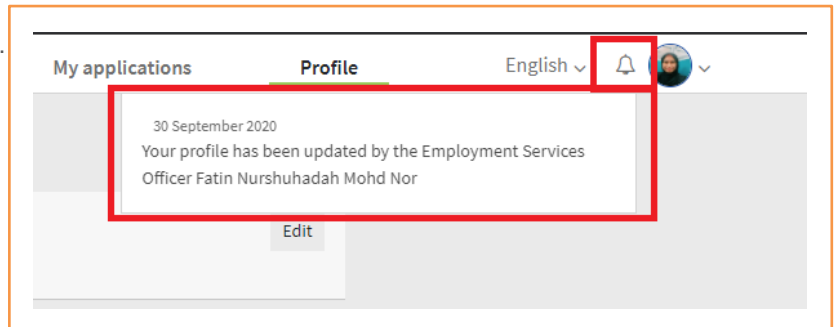 .
My applications Profile English
30 September 2020
Your profile has been updated by the Employment Services
Officer Fatin Nurshuhadah Mohd Nor
Edit